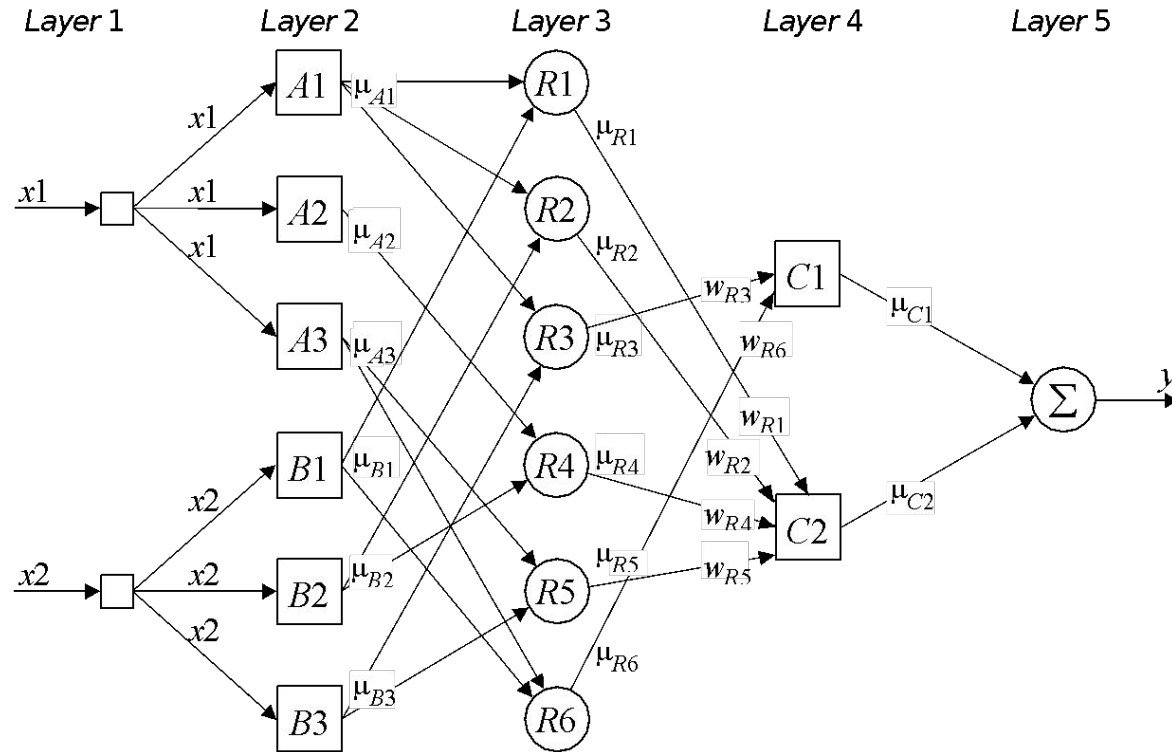 Layer 1
Layer 2
Layer 3
Layer 4
Layer 5
x1
x1
x1
x1
x2
x2
x2
x2
A1
A2
A3
B1
B2
B3
μA1
μA2
μA3
μB1
μB2
μB3
R1
R2
R3
R4
R5
R6
μR1
μR2
μR3
μR4
μR5
μR6
wR3
wR6
wR1
wR2
wR4
wR5
C1
C2
μC1
μC2
Σ
y